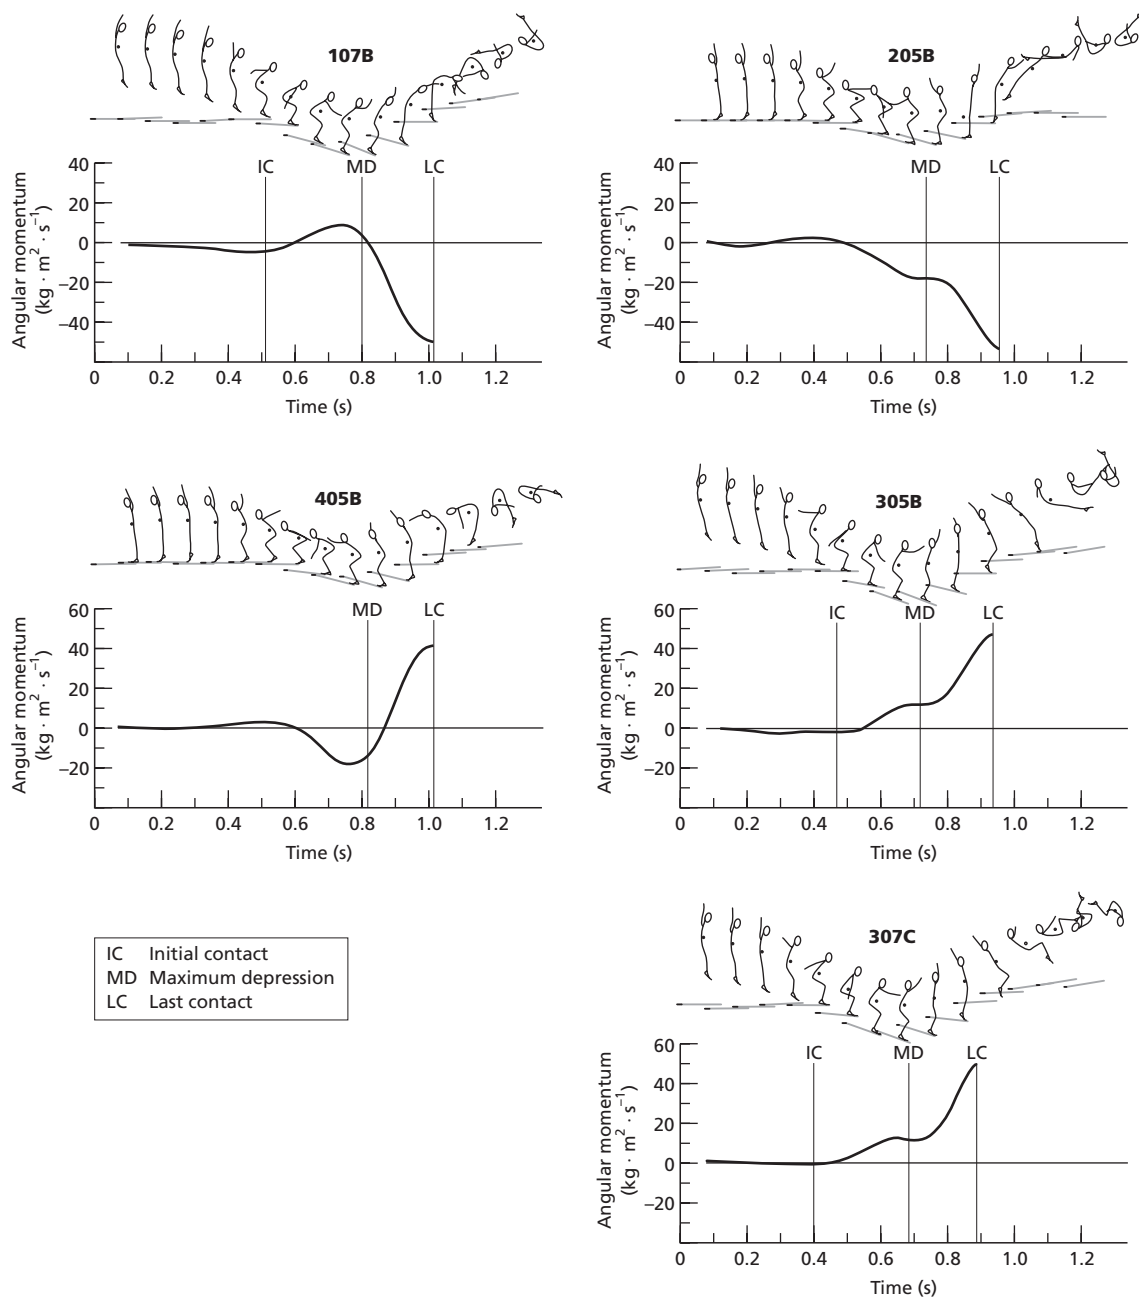 107B
IC MD LC
40
20
0
−20
−40
Angular momentum
(kg · m² · s⁻¹)
0 0.2 0.4 0.6 0.8 1.0 1.2
Time (s)
205B
MD LC
40
20
0
−20
−40
Angular momentum
(kg · m² · s⁻¹)
0 0.2 0.4 0.6 0.8 1.0 1.2
Time (s)
405B
MD LC
60
40
20
0
−20
Angular momentum
(kg · m² · s⁻¹)
0 0.2 0.4 0.6 0.8 1.0 1.2
Time (s)
305B
IC MD LC
60
40
20
0
−20
Angular momentum
(kg · m² · s⁻¹)
0 0.2 0.4 0.6 0.8 1.0 1.2
Time (s)
IC Initial contact
MD Maximum depression
LC Last contact
307C
IC MD LC
60
40
20
0
−20
Angular momentum
(kg · m² · s⁻¹)
0 0.2 0.4 0.6 0.8 1.0 1.2
Time (s)